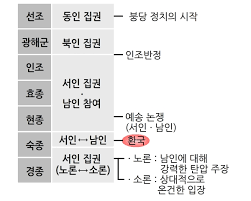 선조 동인 집권 붕당 정치의 시작
광해군 북인 집권
인조반정
인조
효종
현종
서인 집권
·
남인 참여
예송 논쟁
(서인·남인)
숙종 서인↔남인 한국
경종 서인 집권
(노론↔소론)
·노론 : 남인에 대해
강력한 탄압 주장
·소론 : 상대적으로
온건한 입장